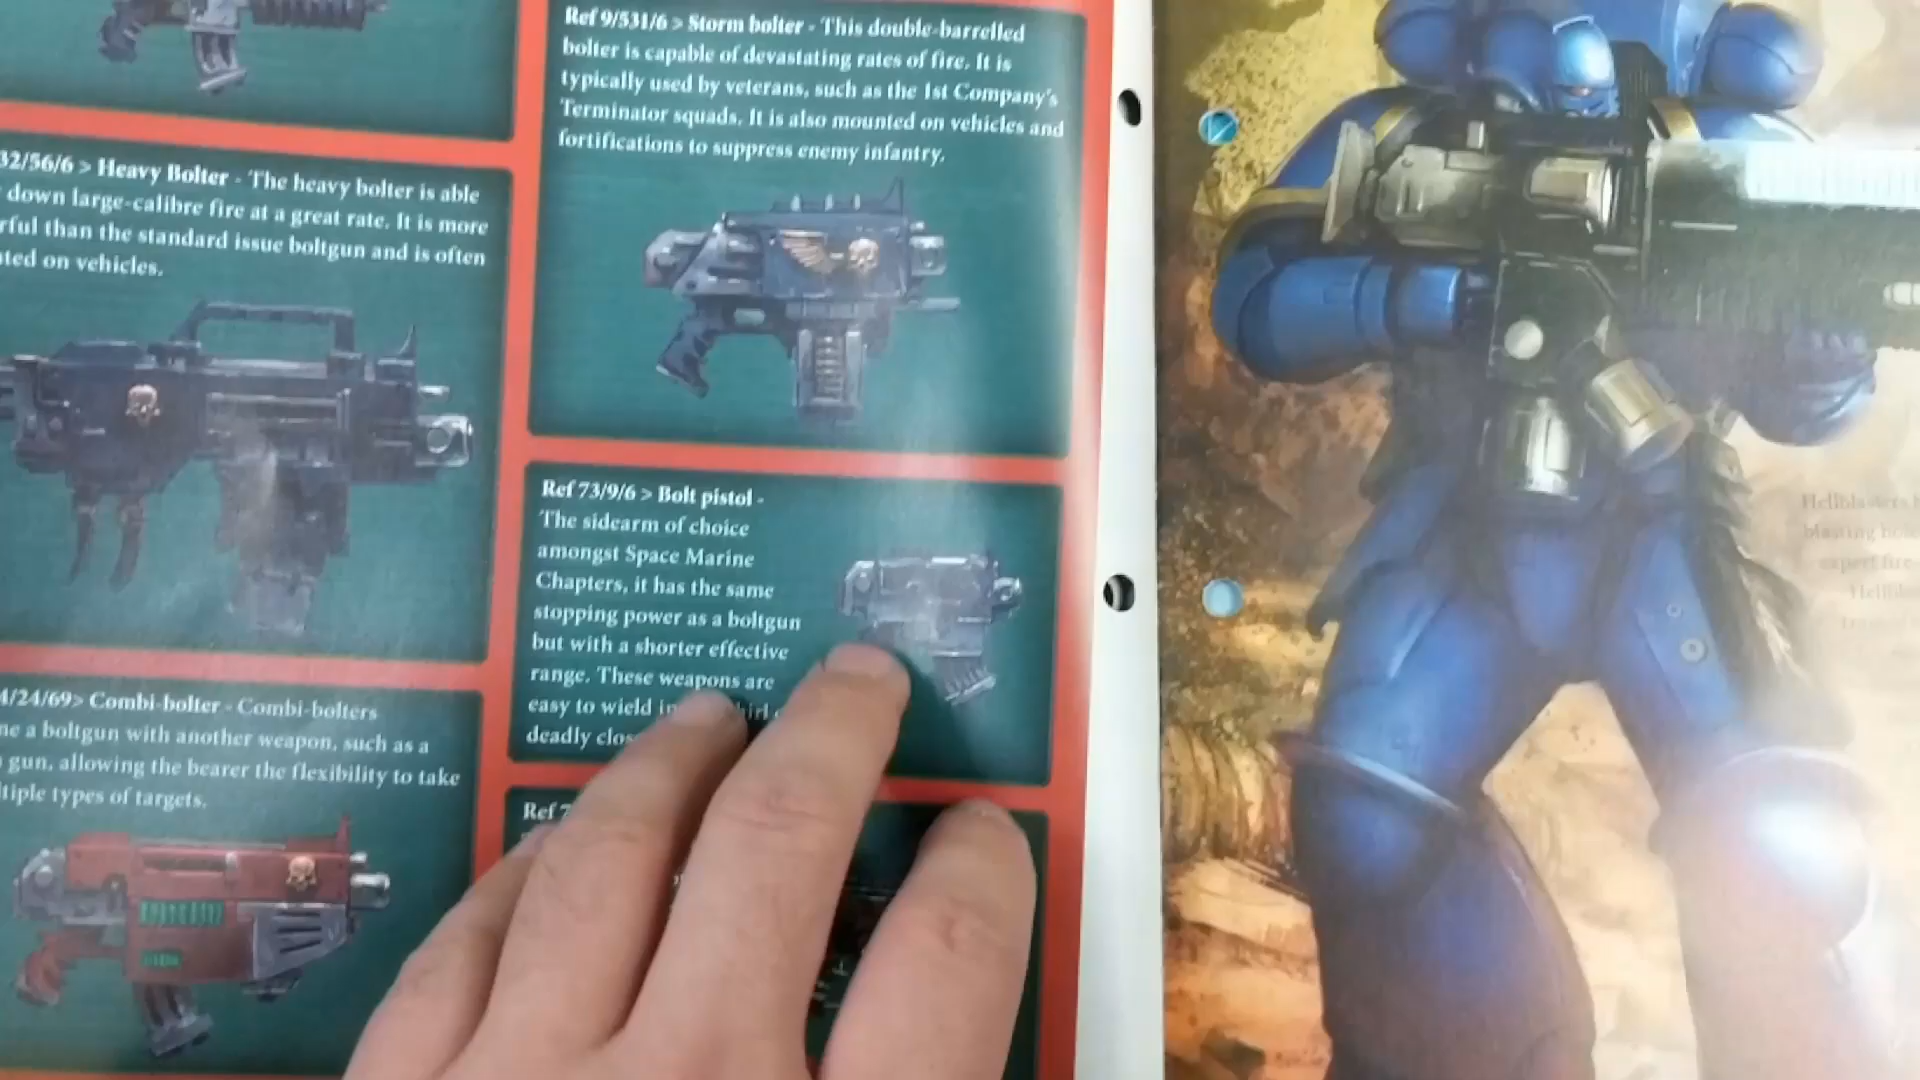 32/56/6 > Heavy Bolter - The heavy bolter is able
down large-calibre fire at a great rate. It is more
than the standard issue boltgun and is often
on vehicles.
4/24/69> Combi-bolter - Combi-bolters
a boltgun with another weapon, such as a
gun, allowing the bearer the flexibility to take
types of targets.
Ref 9/531/6 > Storm bolter - This double-barrelled
bolter is capable of devastating rates of fire. It is
typically used by veterans, such as the 1st Company's
Terminator squads. It is also mounted on vehicles and
fortifications to suppress enemy infantry.
Ref 73/9/6 > Bolt pistol -
The sidearm of choice
amongst Space Marine
Chapters, it has the same
stopping power as a boltgun
but with a shorter effective
range. These weapons are
easy to wield
deadly
Ref 7
Hellblasters
blasting
expert fire